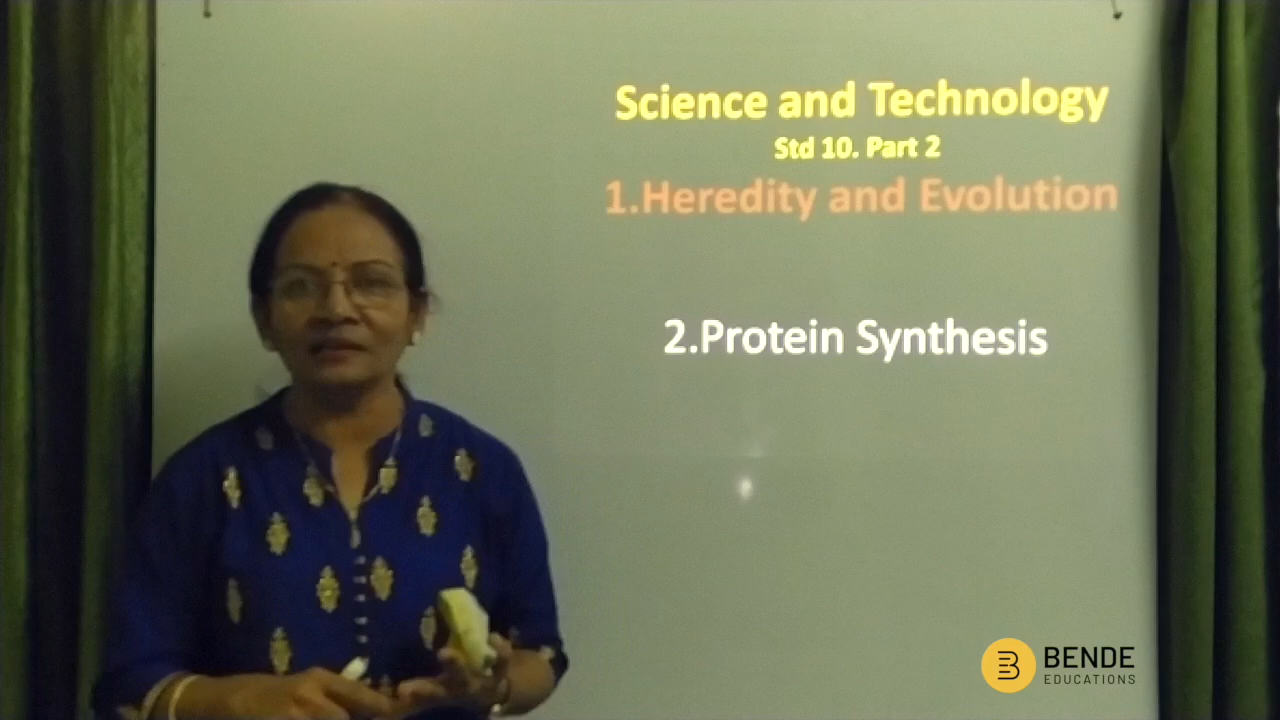 Science and Technology
Std 10. Part 2
1.Heredity and Evolution
2.Protein Synthesis
BENDE
EDUCATIONS